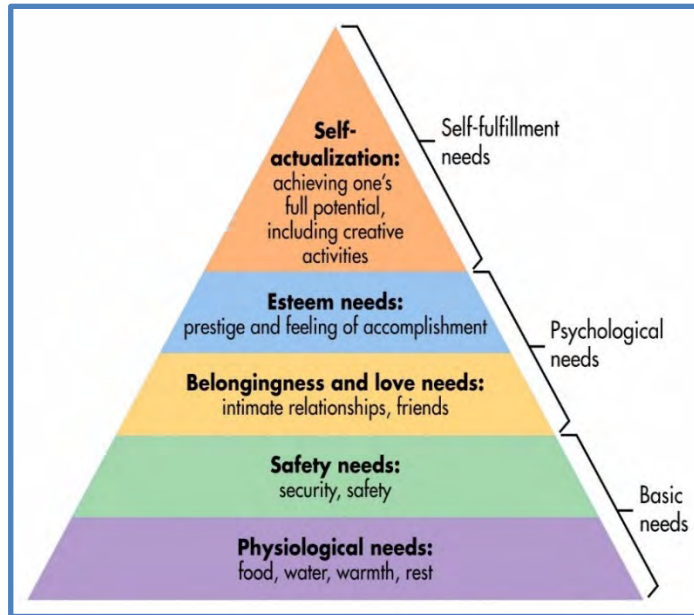 Self-
actualization:
achieving one's
full potential,
including creative
activities
Self-fulfillment
needs
Esteem needs:
prestige and feeling of accomplishment
Psychological
needs
Belongingness and love needs:
intimate relationships, friends
Safety needs:
security, safety
Basic
needs
Physiological needs:
food, water, warmth, rest